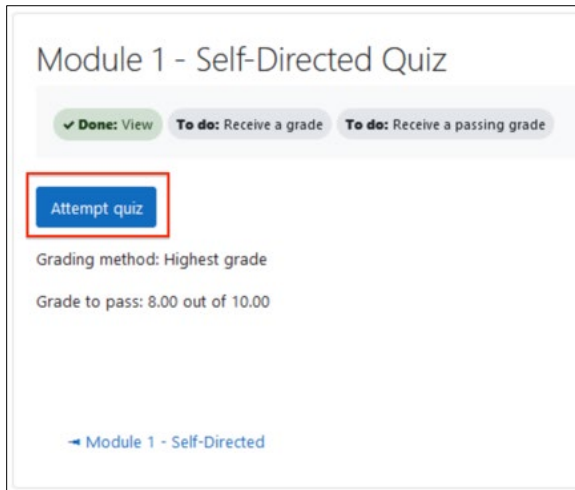 Module 1 - Self-Directed Quiz
✔ Done: View To do: Receive a grade To do: Receive a passing grade
Attempt quiz
Grading method: Highest grade
Grade to pass: 8.00 out of 10.00
◄ Module 1 - Self-Directed